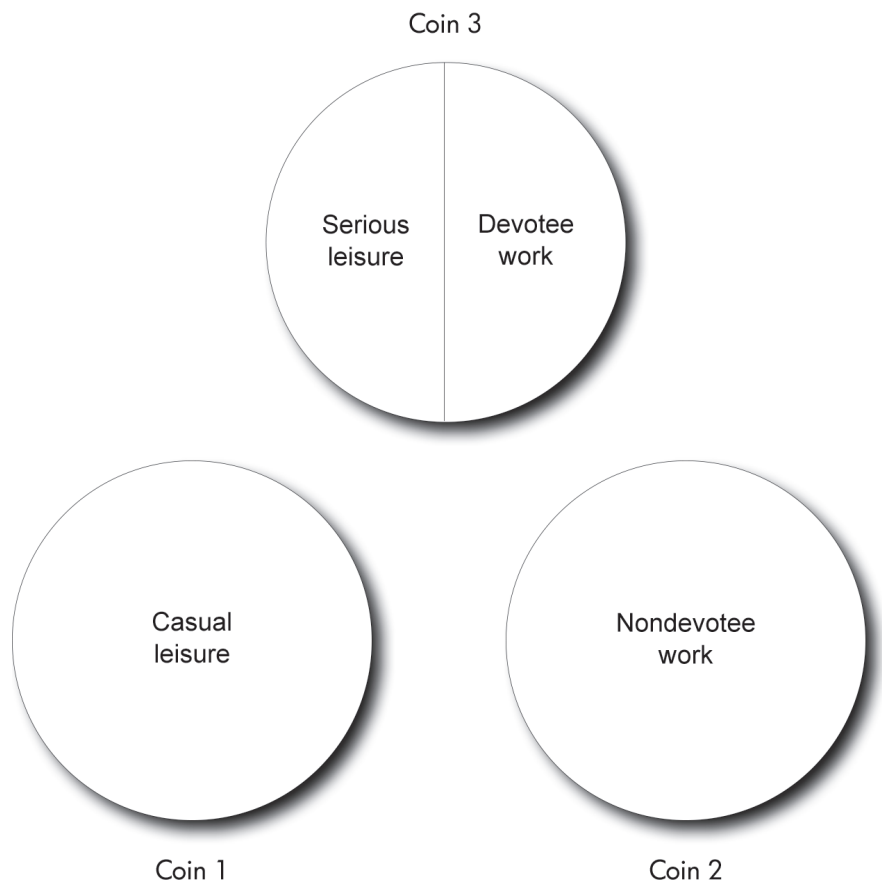 Coin 3
Serious
leisure
Devotee
work
Casual
leisure
Nondevotee
work
Coin 1
Coin 2